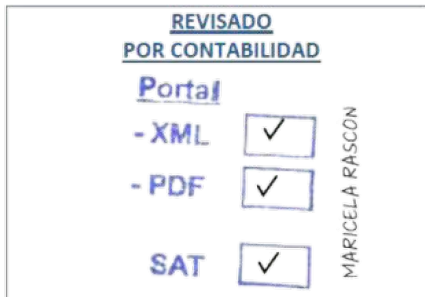 REVISADO
POR CONTABILIDAD
Portal
- XML ✓
- PDF ✓
SAT ✓
MARICELA RASCON